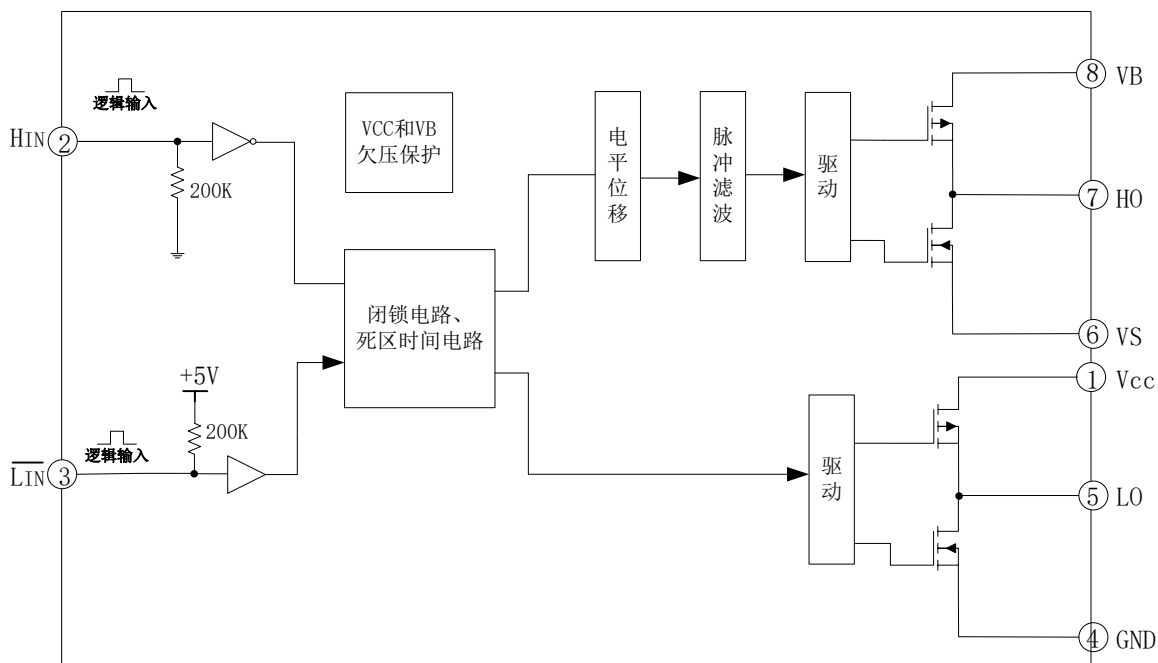 逻辑输入
HIN
2
200K
VCC和VB
欠压保护
电平位移
脉冲滤波
驱动
8
VB
7
HO
6
VS
闭锁电路、
死区时间电路
+5V
200K
逻辑输入
LIN
3
驱动
1
Vcc
5
LO
4
GND